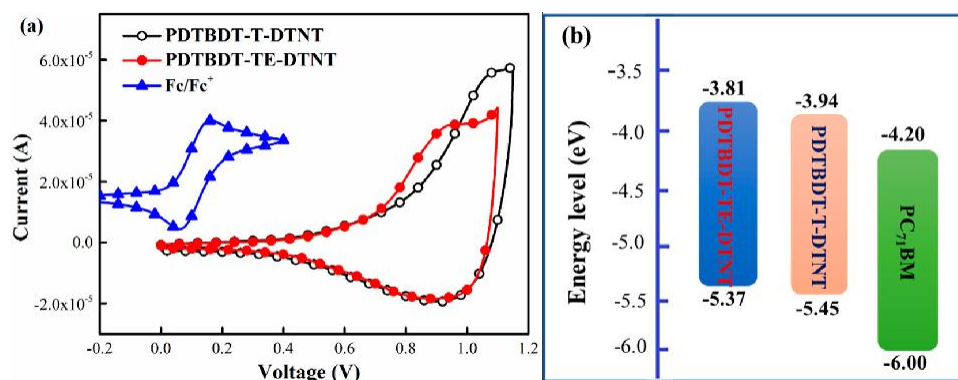 (a)
PDTBDT-T-DTNT
PDTBDT-TE-DTNT
Fc/Fc⁺
6.0x10⁻⁵
4.0x10⁻⁵
2.0x10⁻⁵
0.0
-2.0x10⁻⁵
Current (A)
-0.2 0.0 0.2 0.4 0.6 0.8 1.0 1.2
Voltage (V)
(b)
Energy level (eV)
-3.5
-4.0
-4.5
-5.0
-5.5
-6.0
-3.81
PDTBDT-TE-DTNT
-5.37
-3.94
PDTBDT-T-DTNT
-5.45
-4.20
PC₇₁BM
-6.00